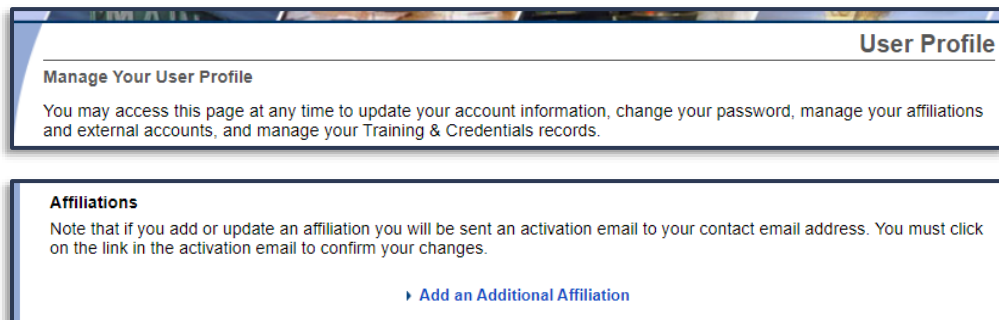 User Profile
Manage Your User Profile
You may access this page at any time to update your account information, change your password, manage your affiliations
and external accounts, and manage your Training & Credentials records.
Affiliations
Note that if you add or update an affiliation you will be sent an activation email to your contact email address. You must click
on the link in the activation email to confirm your changes.
Add an Additional Affiliation